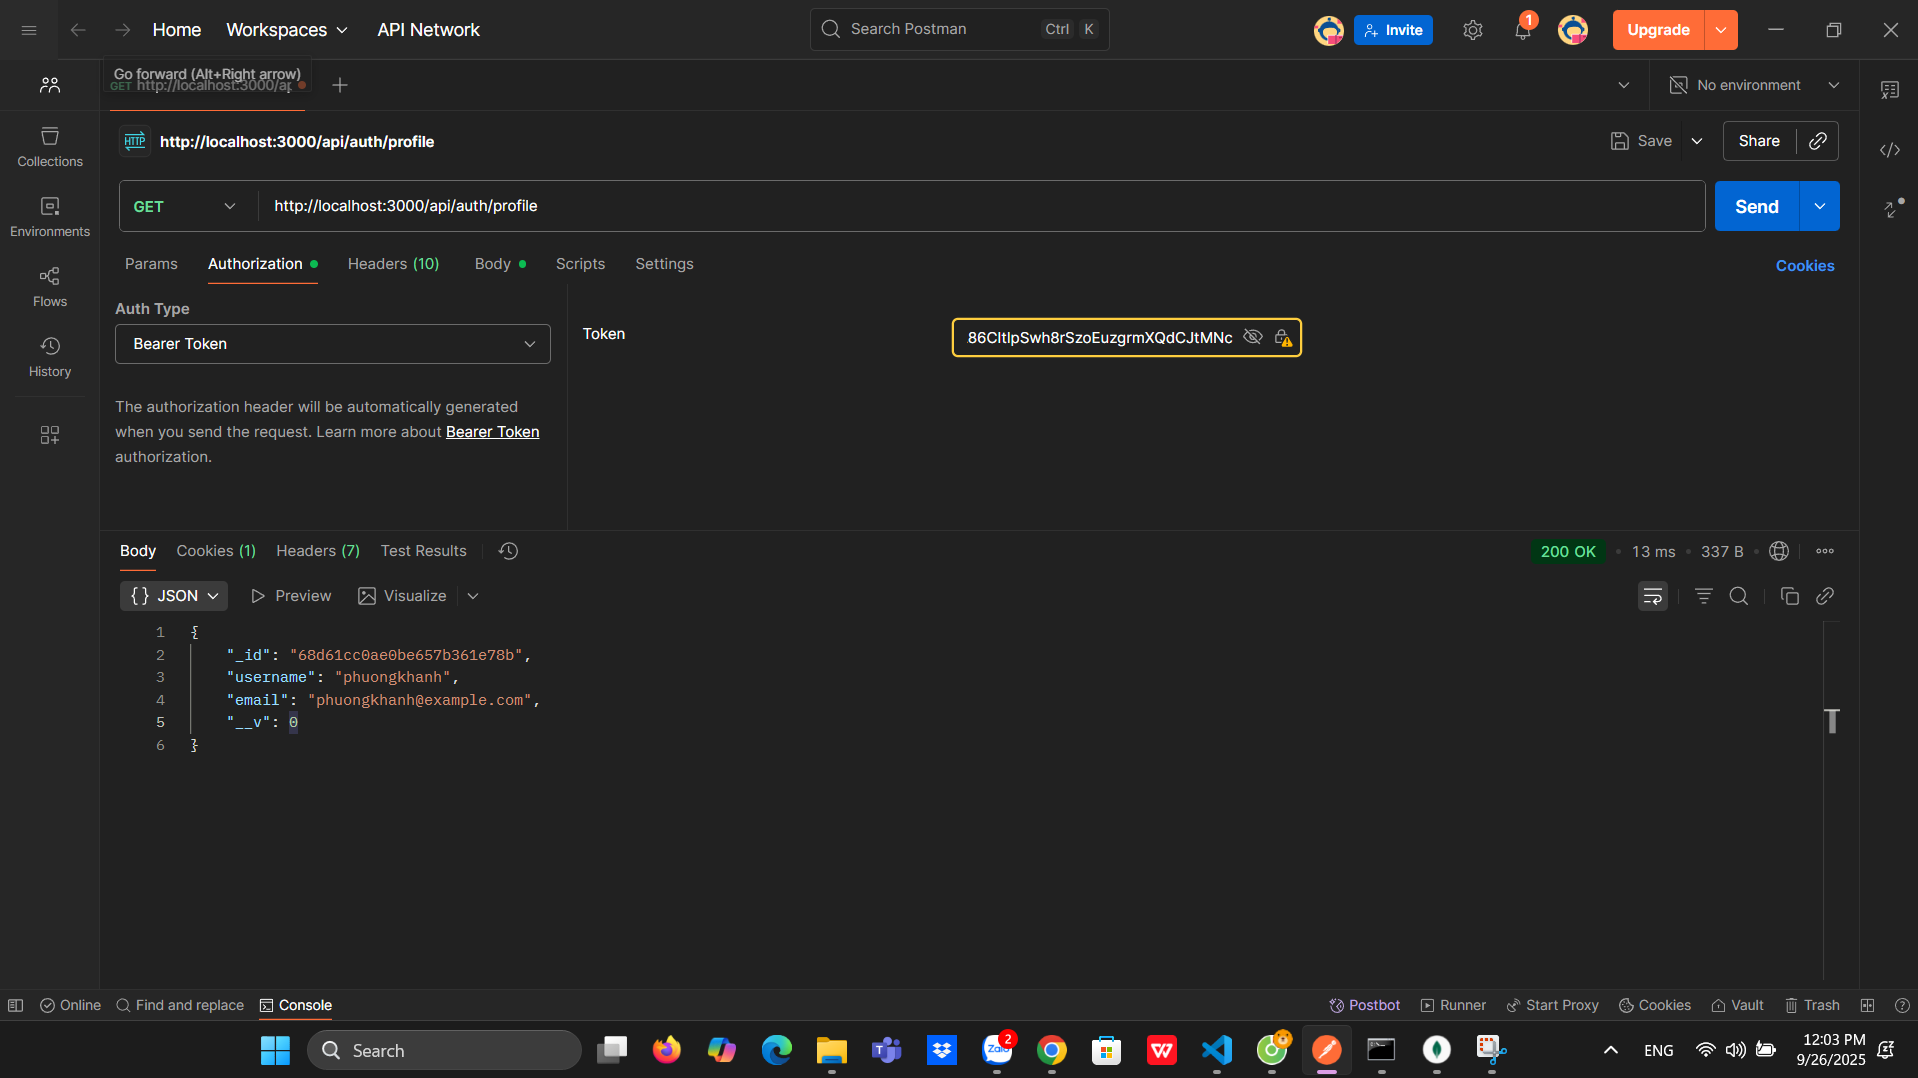 Home
Workspaces
API Network
Search Postman
Ctrl
K
Invite
1
Upgrade
Go forward (Alt+Right arrow)
GET http://localhost:3000/ap
No environment
HTTP
http://localhost:3000/api/auth/profile
Save
Share
Collections
Environments
Flows
History
GET
http://localhost:3000/api/auth/profile
Send
Params
Authorization
Headers (10)
Body
Scripts
Settings
Cookies
Auth Type
Bearer Token
Token
86CltIpSwh8rSzoEuzgrmXQdCJtMNc
The authorization header will be automatically generated
when you send the request. Learn more about Bearer Token
authorization.
Body
Cookies (1)
Headers (7)
Test Results
200 OK
13 ms
337 B
{} JSON
Preview
Visualize
1 {
2 "_id": "68d61cc0ae0be657b361e78b",
3 "username": "phuongkhanh",
4 "email": "phuongkhanh@example.com",
5 "__v": 0
6 }
Online
Find and replace
Console
Postbot
Runner
Start Proxy
Cookies
Vault
Trash
Search
Zalo
2
ENG
12:03 PM
9/26/2025